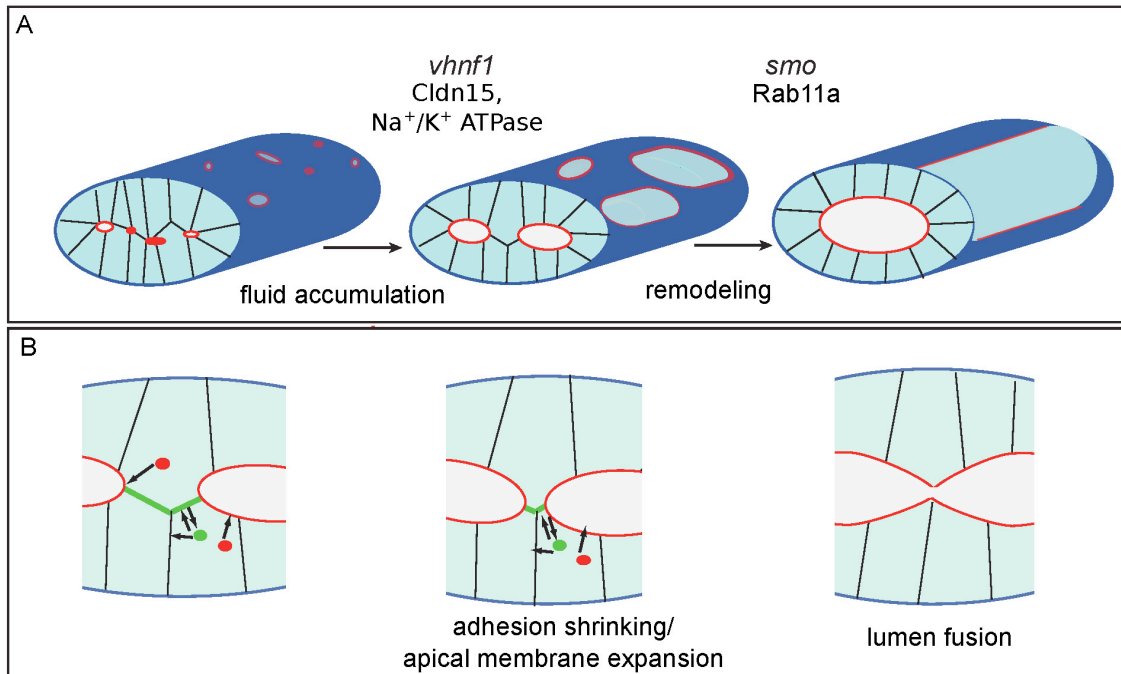 A
vhnf1
Cldn15,
Na⁺/K⁺ ATPase
smo
Rab11a
fluid accumulation
remodeling
B
adhesion shrinking/
apical membrane expansion
lumen fusion